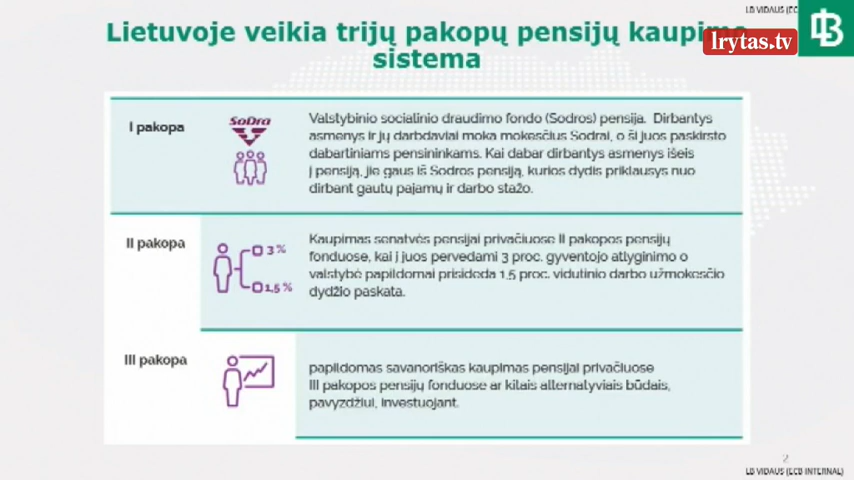 LB VIDAUS (EC
Lietuvoje veikia trijų pakopų pensijų kaupimo
lrytas.tv
sistema
I pakopa
SoDra
Valstybinio socialinio draudimo fondo (Sodros) pensija. Dirbantys
asmenys ir jų darbdaviai moka mokesčius Sodrai, o ši juos paskirsto
dabartiniams pensininkams. Kai dabar dirbantys asmenys išeis
į pensiją, jie gaus iš Sodros pensiją, kurios dydis priklausys nuo
dirbant gautų pajamų ir darbo stažo.
II pakopa
3 %
1,5 %
Kaupimas senatvės pensijai privačiuose II pakopos pensijų
fonduose, kai į juos pervedami 3 proc. gyventojo atlyginimo o
valstybė papildomai prisideda 1,5 proc. vidutinio darbo užmokesčio
dydžio paskata.
III pakopa
papildomas savanoriškas kaupimas pensijai privačiuose
III pakopos pensijų fonduose ar kitais alternatyviais būdais,
pavyzdžiui, investuojant.
2
LB VIDAUS (ECB INTERNAL)